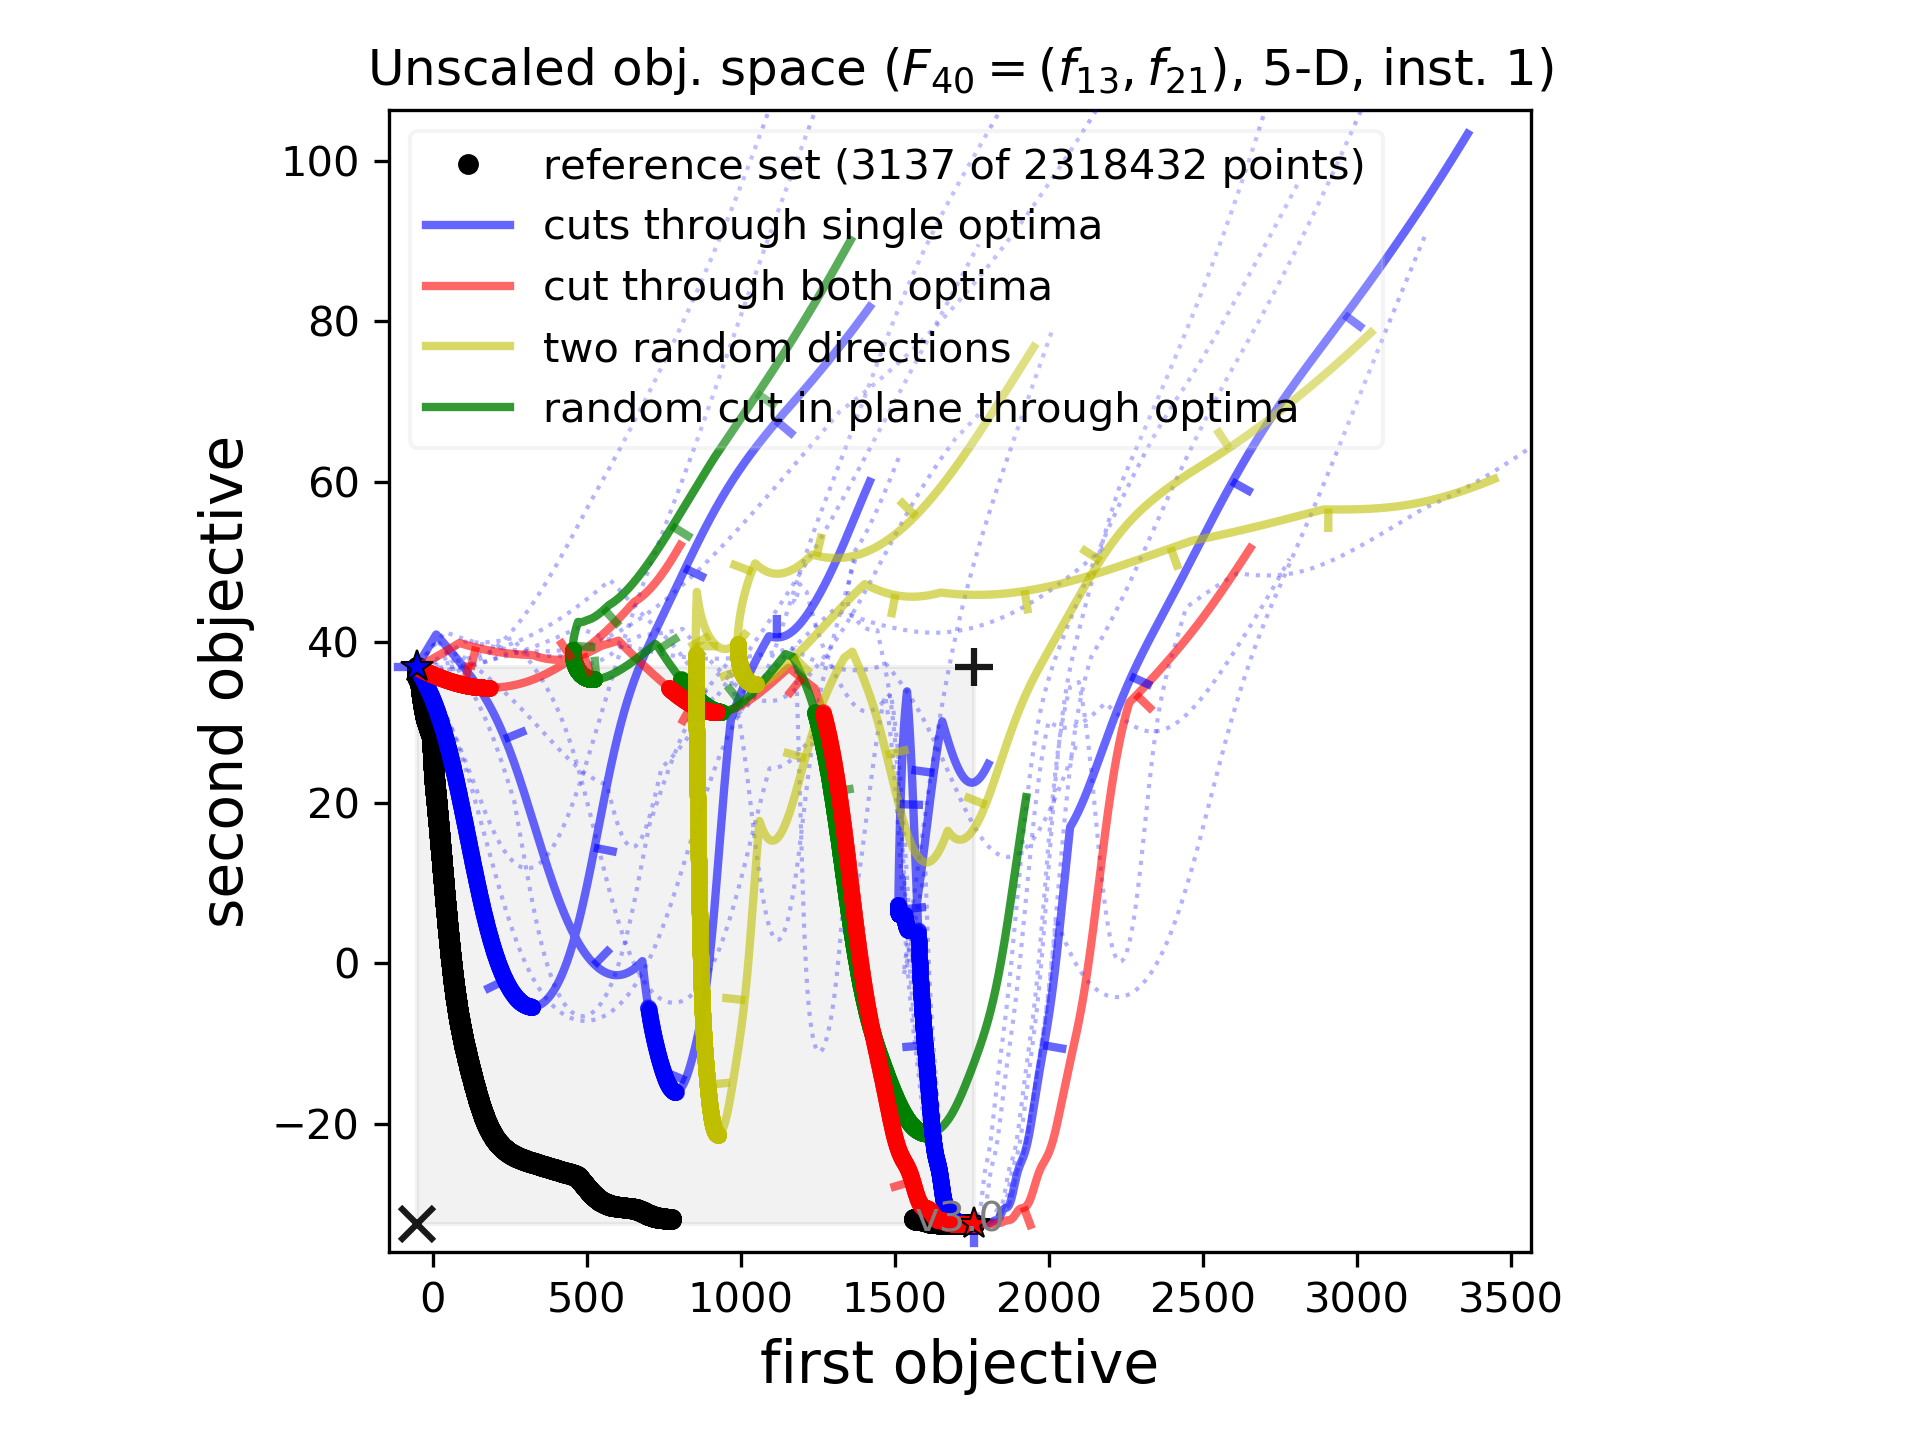 Unscaled obj. space (F₄₀ = (f₁₃, f₂₁), 5-D, inst. 1)
reference set (3137 of 2318432 points)
cuts through single optima
cut through both optima
two random directions
random cut in plane through optima
second objective
100
80
60
40
20
0
−20
v3.0
0 500 1000 1500 2000 2500 3000 3500
first objective